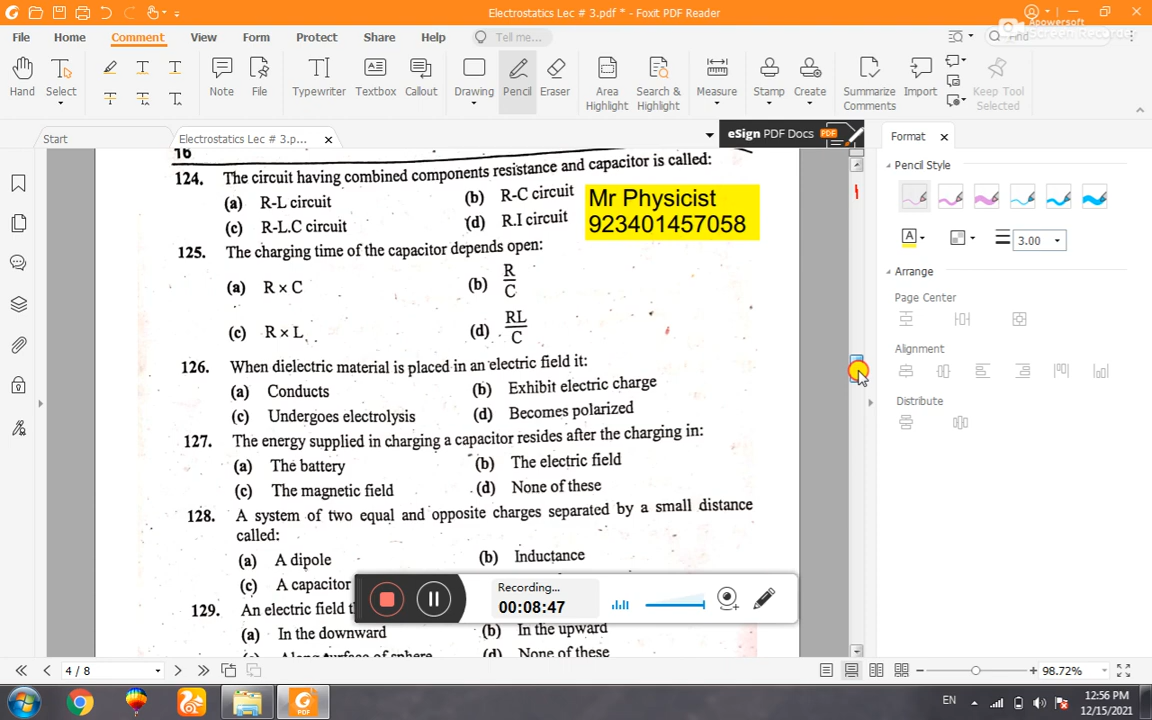 Electrostatics Lec # 3.pdf * - Foxit PDF Reader
Apowersoft
Screen Recorder
File Home Comment View Form Protect Share Help Tell me... Find
Hand Select Note File Typewriter Textbox Callout Drawing Pencil Eraser Area Highlight Search & Highlight Measure Stamp Create Summarize Comments Import Keep Tool Selected
Start Electrostatics Lec # 3.p... eSign PDF Docs PDF Format
Pencil Style
3.00
Arrange
Page Center
Alignment
Distribute
16
124. The circuit having combined components resistance and capacitor is called:
(a) R-L circuit (b) R-C circuit
(c) R-L.C circuit (d) R.I circuit
Mr Physicist
923401457058
125. The charging time of the capacitor depends open:
(a) R × C (b) R/C
(c) R × L (d) RL/C
126. When dielectric material is placed in an electric field it:
(a) Conducts (b) Exhibit electric charge
(c) Undergoes electrolysis (d) Becomes polarized
127. The energy supplied in charging a capacitor resides after the charging in:
(a) The battery (b) The electric field
(c) The magnetic field (d) None of these
128. A system of two equal and opposite charges separated by a small distance
called:
(a) A dipole (b) Inductance
(c) A capacitor
129. An electric field
(a) In the downward (b) In the upward
Along surface of sphere (d) None of these
Recording...
00:08:47
4 / 8 98.72%
EN 12:56 PM
12/15/2021